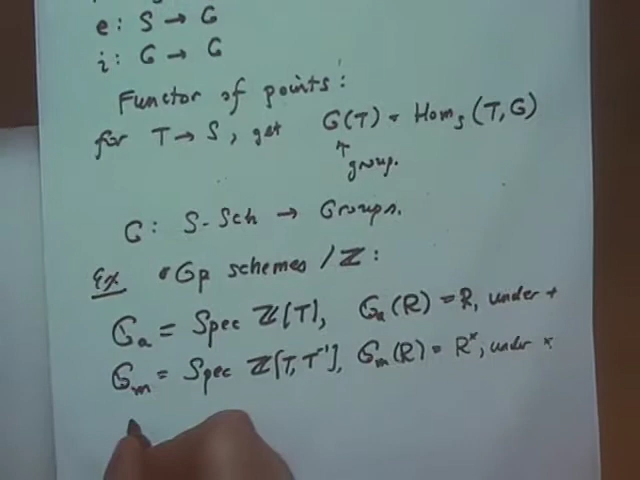 e: S → G
i: G → G
Functor of points:
for T → S, get G(T) = Hom_S (T, G)
↑
group.
G: S-Sch → Groups.
Ex • Gp schemes /ℤ:
𝔾_a = Spec ℤ[T], 𝔾_a(R) = R, under +
𝔾_m = Spec ℤ[T, T⁻¹], 𝔾_m(R) = R^×, under ×